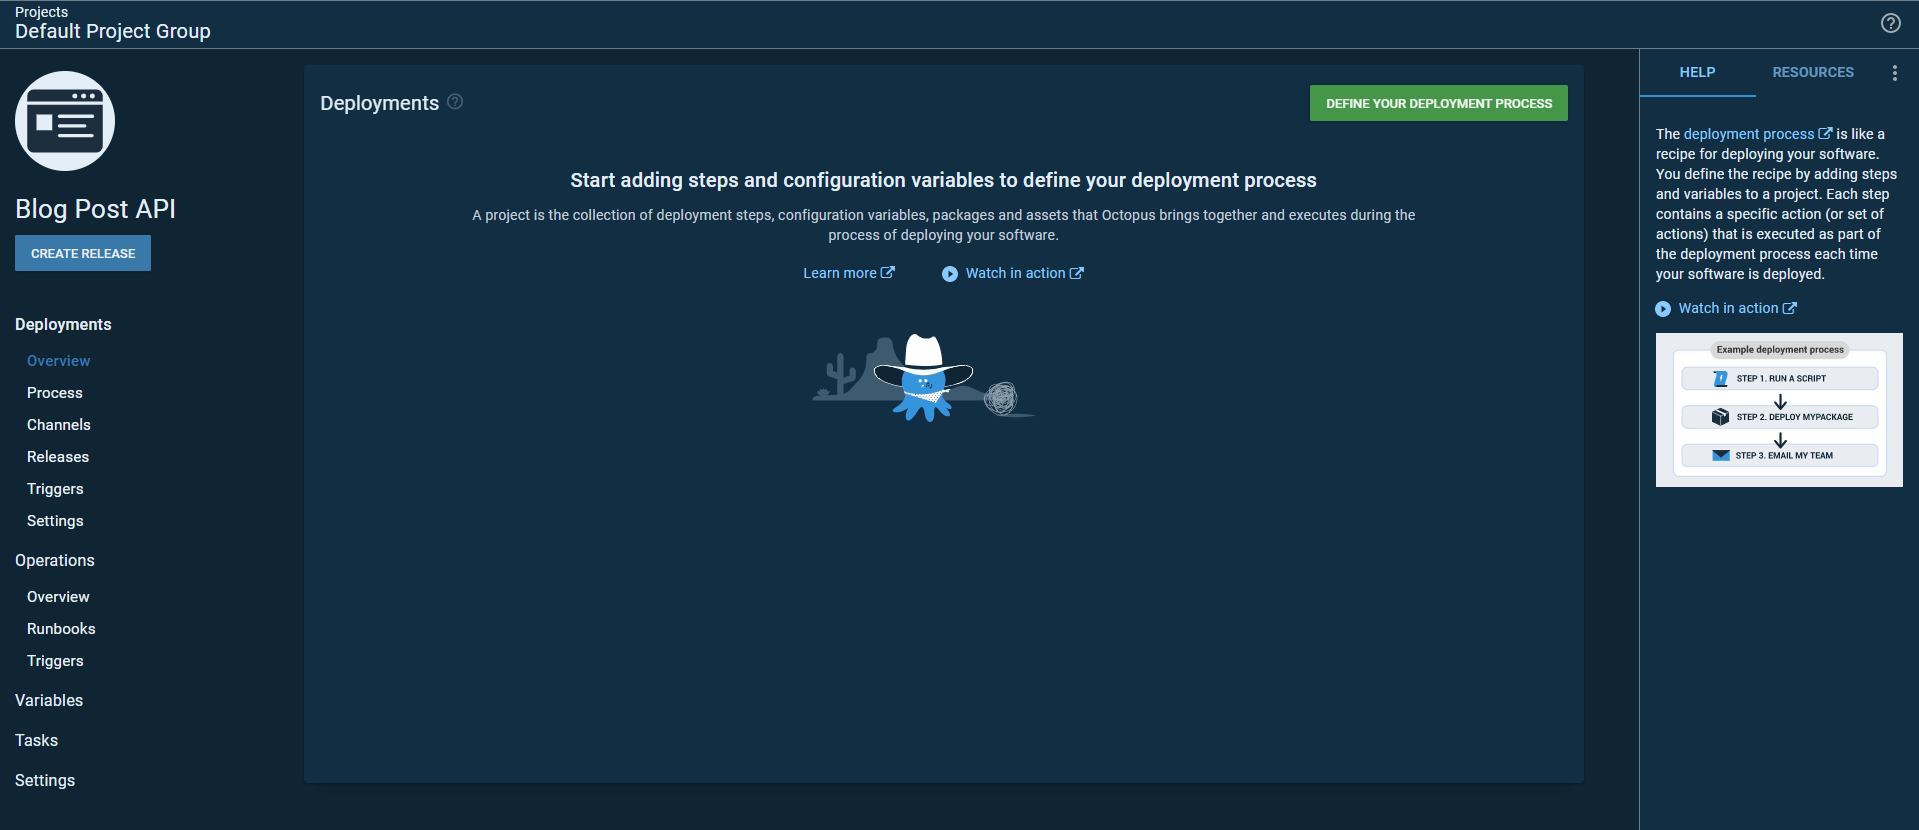 Projects
Default Project Group
Blog Post API
CREATE RELEASE
Deployments
Overview
Process
Channels
Releases
Triggers
Settings
Operations
Overview
Runbooks
Triggers
Variables
Tasks
Settings
Deployments
DEFINE YOUR DEPLOYMENT PROCESS
Start adding steps and configuration variables to define your deployment process
A project is the collection of deployment steps, configuration variables, packages and assets that Octopus brings together and executes during the
process of deploying your software.
Learn more
Watch in action
HELP
RESOURCES
The deployment process is like a
recipe for deploying your software.
You define the recipe by adding steps
and variables to a project. Each step
contains a specific action (or set of
actions) that is executed as part of
the deployment process each time
your software is deployed.
Watch in action
Example deployment process
STEP 1. RUN A SCRIPT
STEP 2. DEPLOY MYPACKAGE
STEP 3. EMAIL MY TEAM